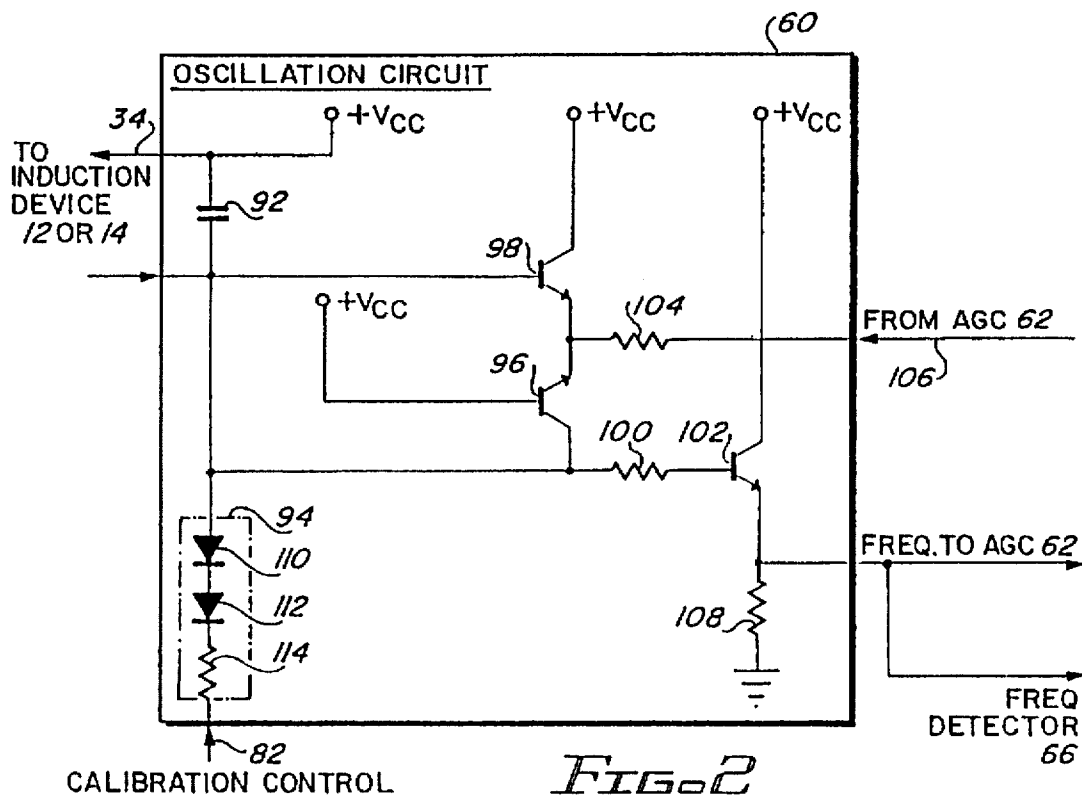 60
OSCILLATION CIRCUIT
+VCC
+VCC
+VCC
34
TO
INDUCTION
DEVICE
12 OR 14
92
98
+VCC
104
FROM AGC 62
106
96
100
102
94
110
FREQ. TO AGC 62
112
108
114
FREQ
DETECTOR
66
82
CALIBRATION CONTROL
FIG. 2